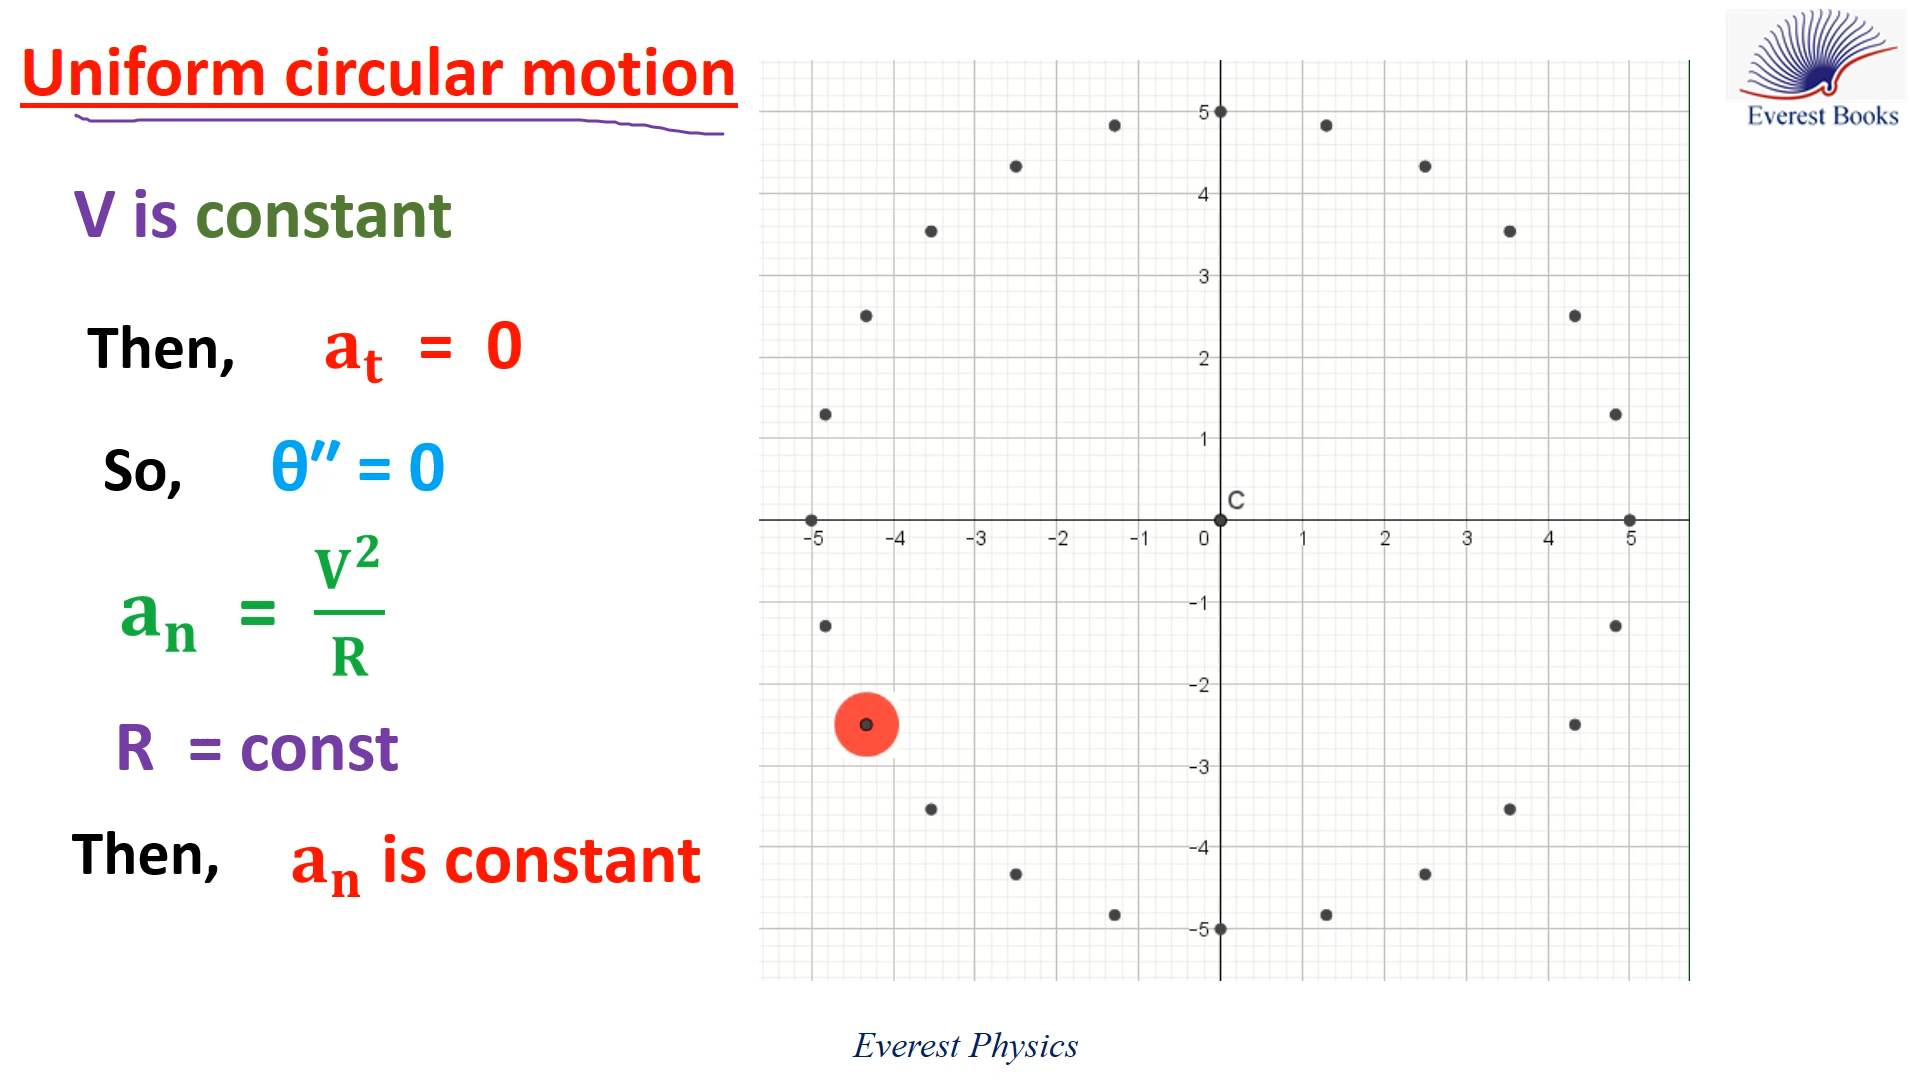 Uniform circular motion
Everest Books
V is constant
Then, aₜ = 0
So, θ″ = 0
aₙ = V²/R
R = const
Then, aₙ is constant
5
4
3
2
1
C
-5 -4 -3 -2 -1 0 1 2 3 4 5
-1
-2
-3
-4
-5
Everest Physics